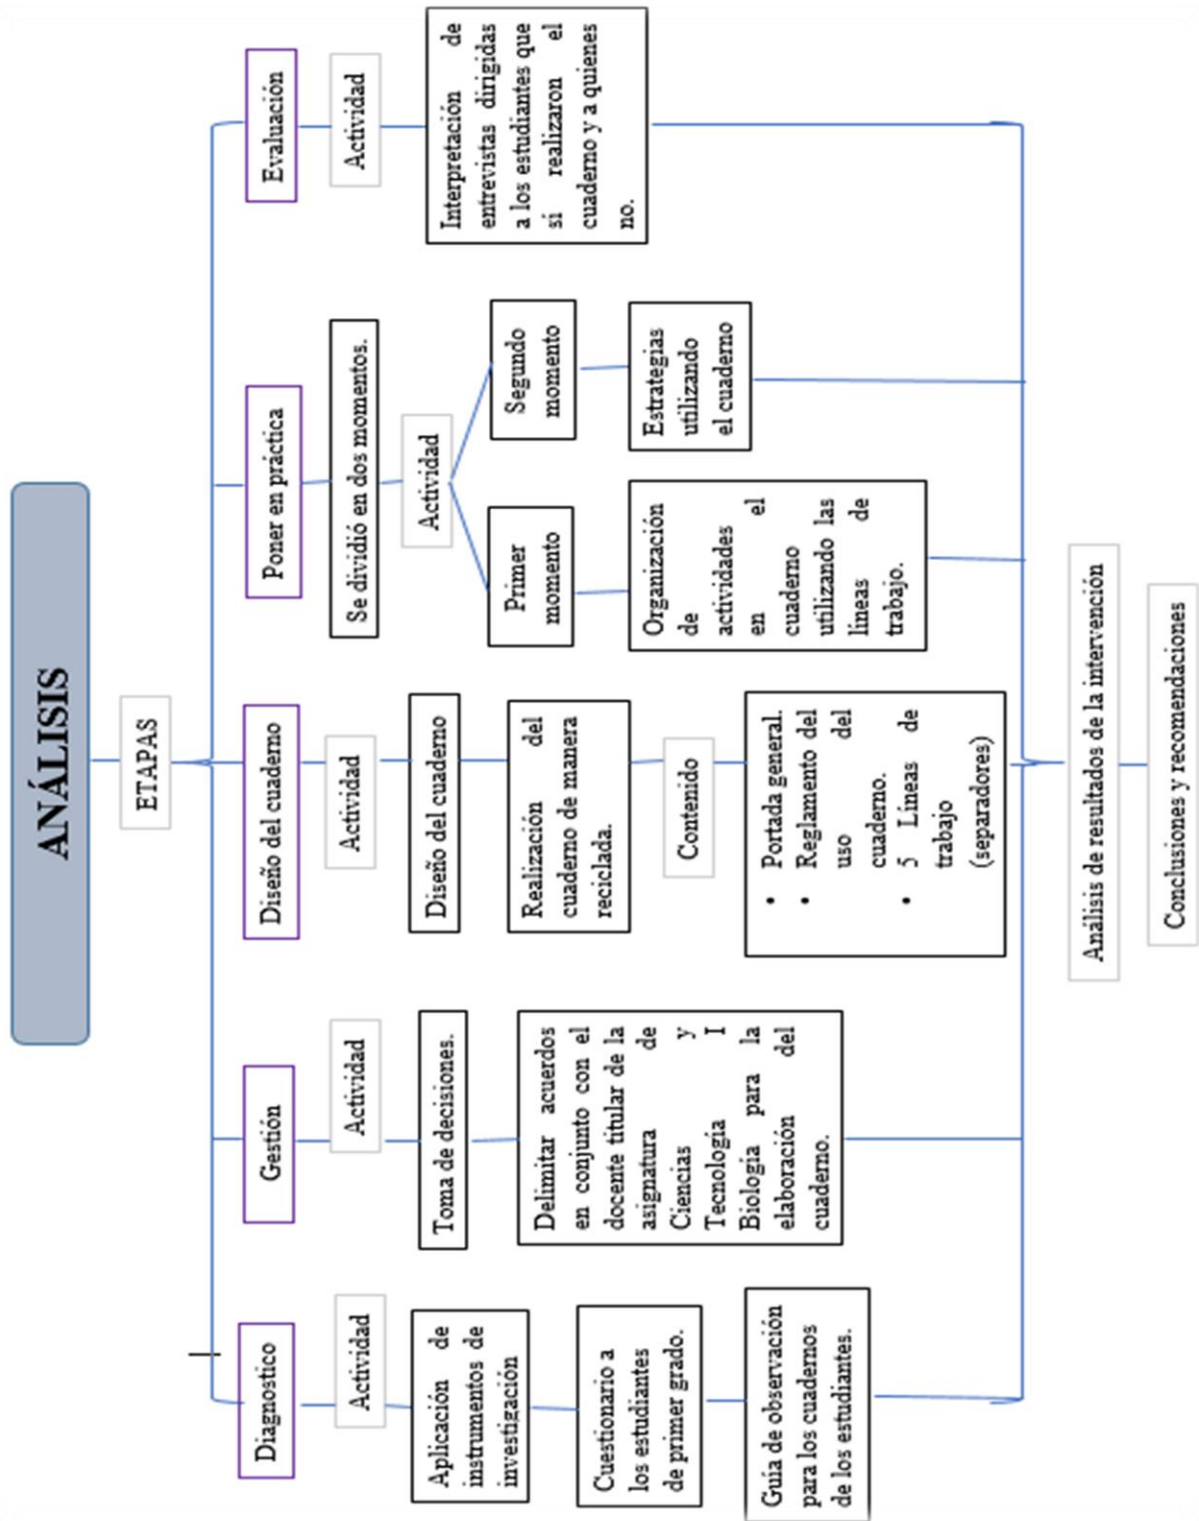 ANÁLISIS
ETAPAS
Diagnostico
Actividad
Aplicación de
instrumentos de
investigación
Cuestionario a
los estudiantes
de primer grado.
Guía de observación
para los cuadernos
de los estudiantes.
Gestión
Actividad
Toma de decisiones.
Delimitar acuerdos
en conjunto con el
docente titular de la
asignatura de
Ciencias y
Tecnología I
Biología para la
elaboración del
cuaderno.
Diseño del cuaderno
Actividad
Diseño del cuaderno
Realización del
cuaderno de manera
reciclada.
Contenido
• Portada general.
• Reglamento del
uso del
cuaderno.
• 5 Líneas de
trabajo
(separadores)
Poner en práctica
Se dividió en dos momentos.
Actividad
Primer
momento
Organización
de
actividades
en el
cuaderno
utilizando las
líneas de
trabajo.
Segundo
momento
Estrategias
utilizando
el cuaderno
Evaluación
Actividad
Interpretación de
entrevistas dirigidas
a los estudiantes que
sí realizaron el
cuaderno y a quienes
no.
Análisis de resultados de la intervención
Conclusiones y recomendaciones